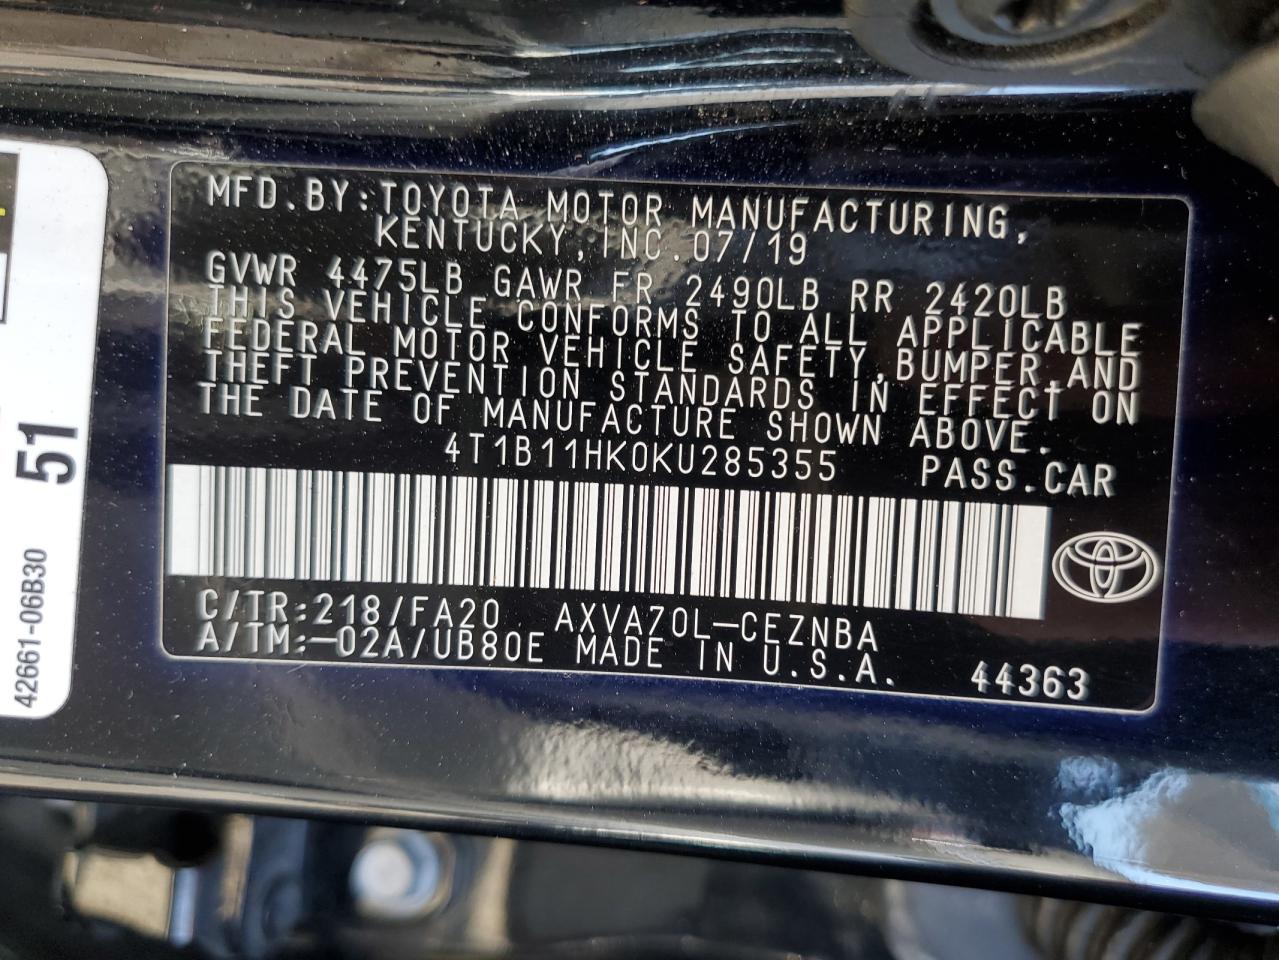 MFD.BY:TOYOTA MOTOR MANUFACTURING,
KENTUCKY,INC.07/19
GVWR 4475LB GAWR FR 2490LB RR 2420LB
THIS VEHICLE CONFORMS TO ALL APPLICABLE
FEDERAL MOTOR VEHICLE SAFETY,BUMPER,AND
THEFT PREVENTION STANDARDS IN EFFECT ON
THE DATE OF MANUFACTURE SHOWN ABOVE.
4T1B11HK0KU285355 PASS.CAR
C/TR:218/FA20 AXVA70L-CEZNBA
A/TM:-02A/UB80E MADE IN U.S.A.
44363
51
42661-06B30